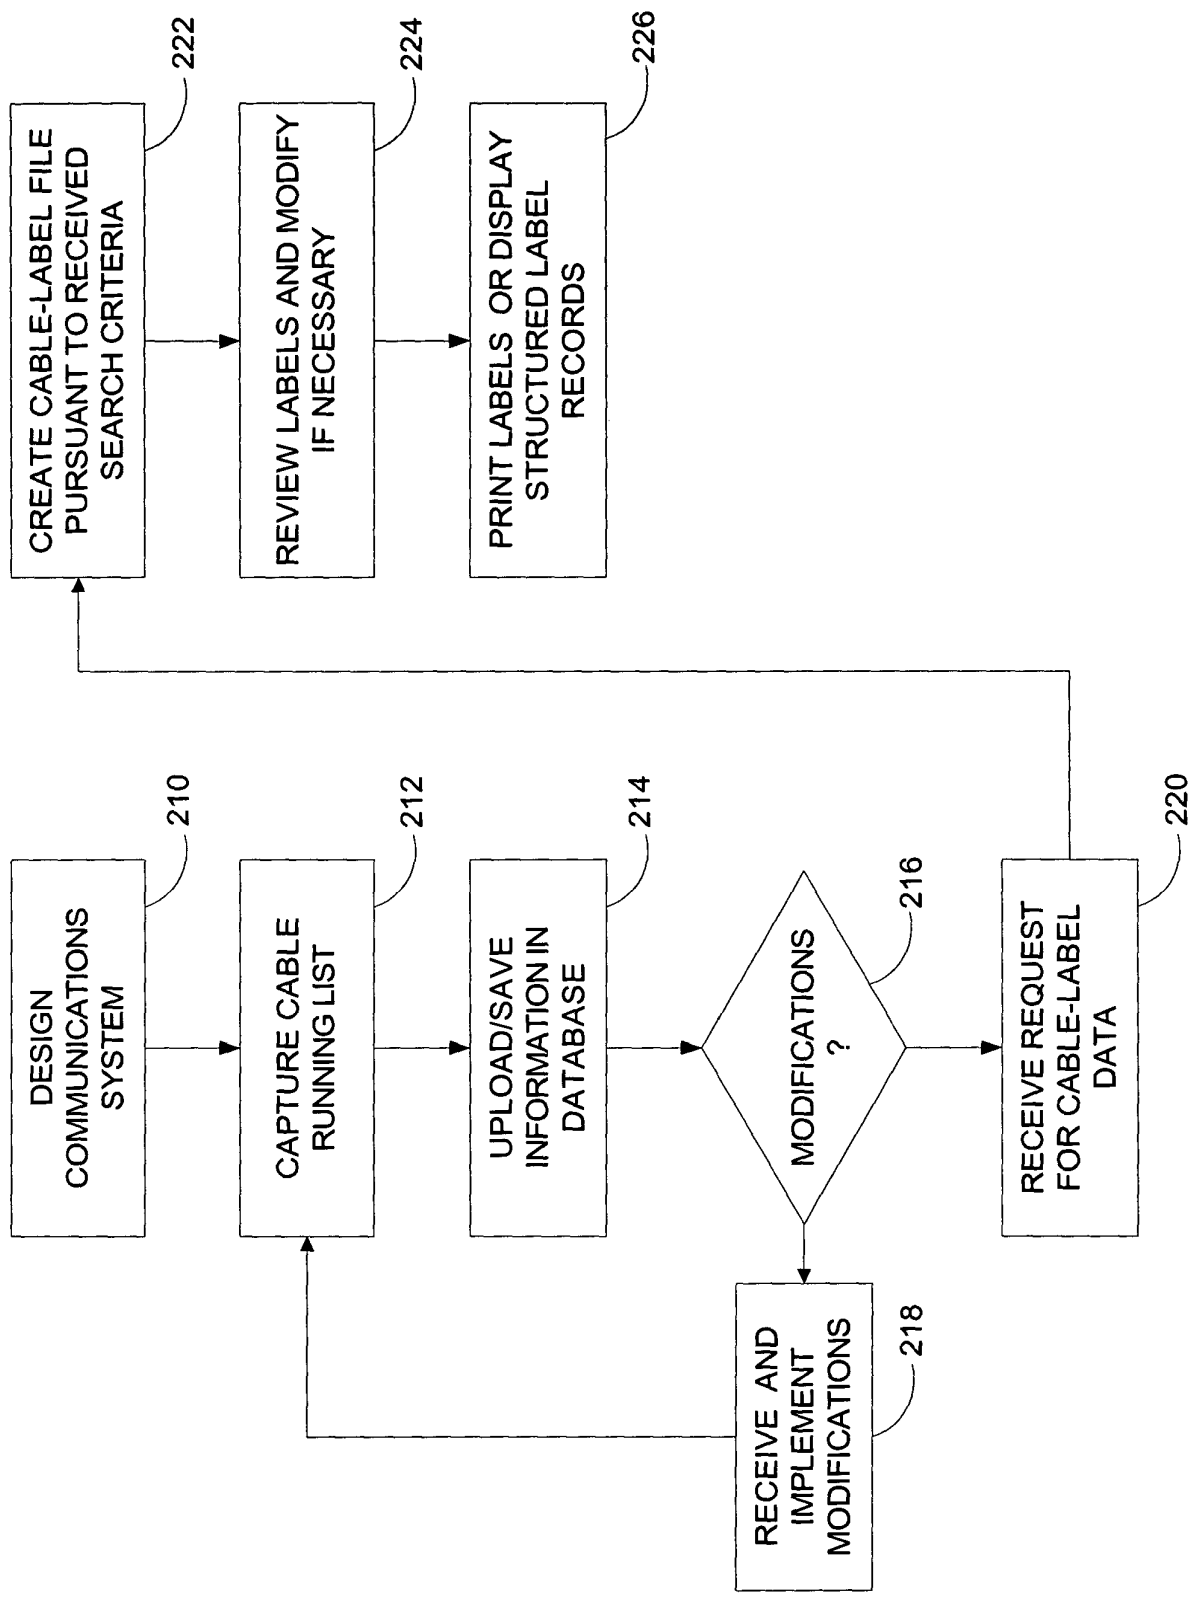 DESIGN
COMMUNICATIONS
SYSTEM
210
CAPTURE CABLE
RUNNING LIST
212
UPLOAD/SAVE
INFORMATION IN
DATABASE
214
MODIFICATIONS
?
216
RECEIVE AND
IMPLEMENT
MODIFICATIONS
218
RECEIVE REQUEST
FOR CABLE-LABEL
DATA
220
CREATE CABLE-LABEL FILE
PURSUANT TO RECEIVED
SEARCH CRITERIA
222
REVIEW LABELS AND MODIFY
IF NECESSARY
224
PRINT LABELS OR DISPLAY
STRUCTURED LABEL
RECORDS
226